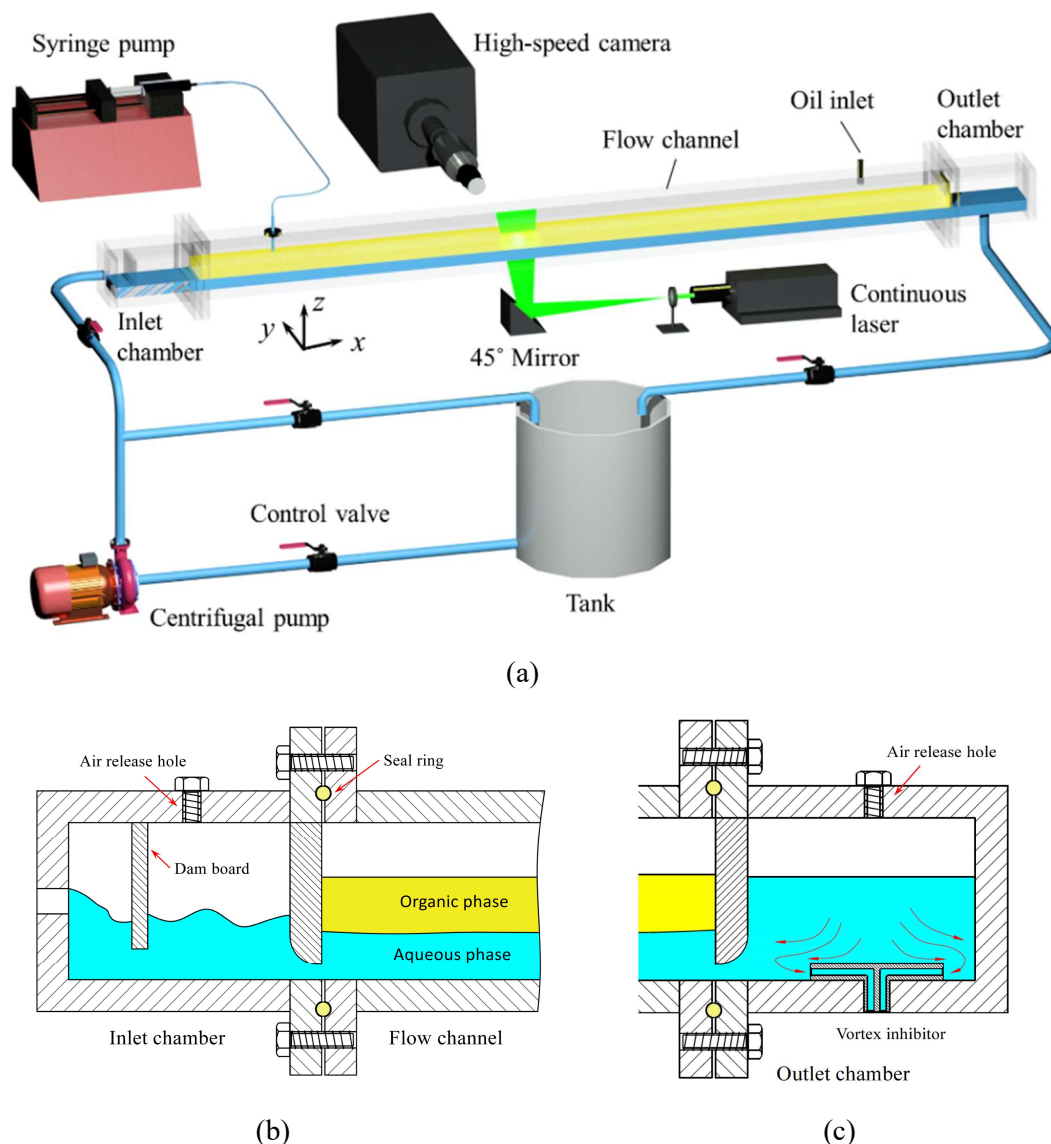 Syringe pump
High-speed camera
Oil inlet
Outlet
chamber
Flow channel
Inlet
chamber
z
y
x
45° Mirror
Continuous
laser
Control valve
Centrifugal pump
Tank
(a)
Air release hole
Seal ring
Dam board
Organic phase
Aqueous phase
Inlet chamber
Flow channel
(b)
Air release hole
Vortex inhibitor
Outlet chamber
(c)